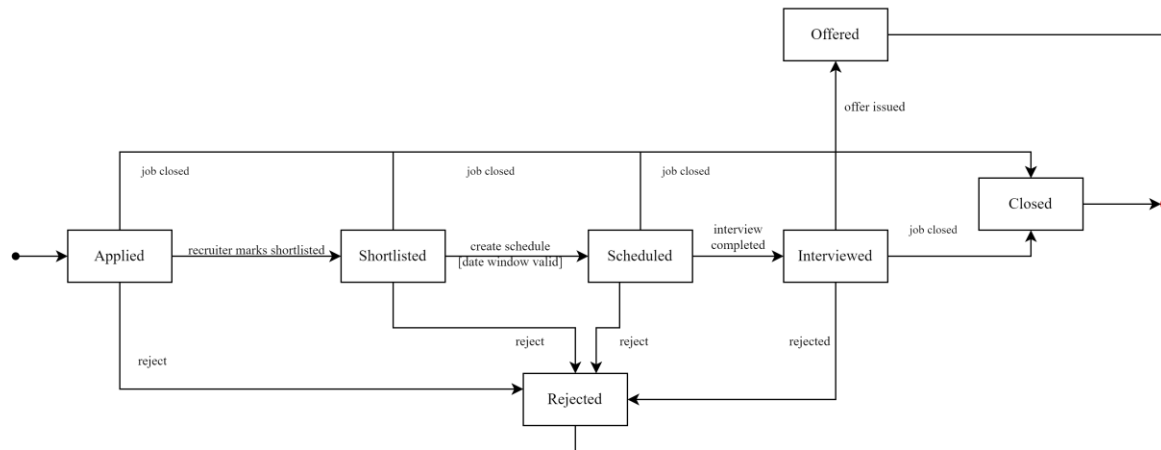 Offered
offer issued
job closed
job closed
job closed
Closed
Applied
recruiter marks shortlisted
Shortlisted
create schedule
[date window valid]
Scheduled
interview
completed
Interviewed
job closed
reject
reject
reject
rejected
Rejected